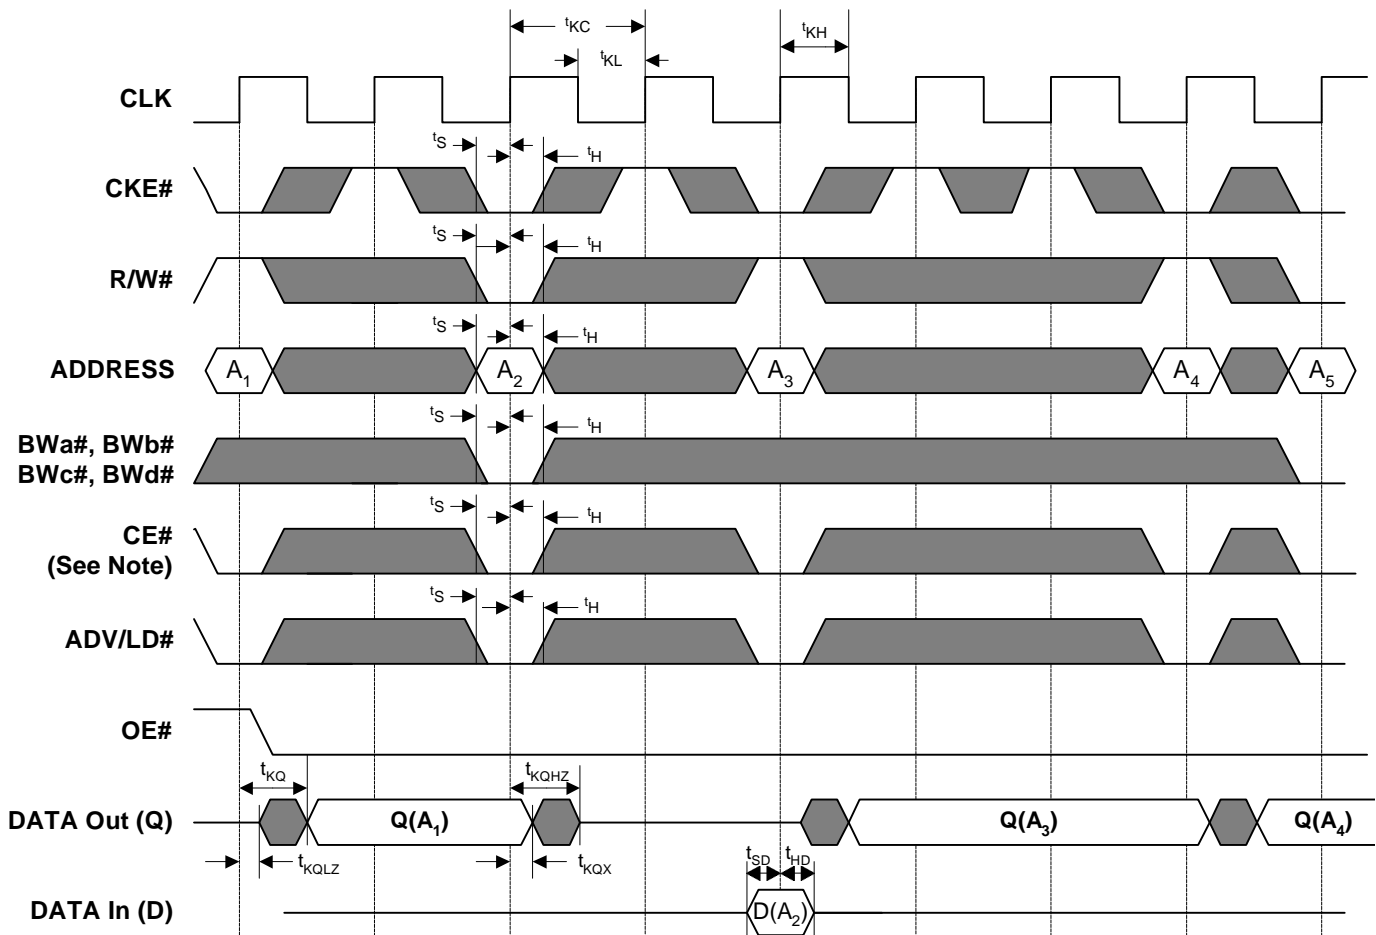 tKC
tKH
tKL
CLK
tS
tH
CKE#
tS
tH
R/W#
tS
tH
ADDRESS
A1
A2
A3
A4
A5
tS
tH
BWa#, BWb#
BWc#, BWd#
tS
tH
CE#
(See Note)
tS
tH
ADV/LD#
OE#
tKQ
tKQHZ
DATA Out (Q)
Q(A1)
Q(A3)
Q(A4)
tKQLZ
tKQX
tSD
tHD
DATA In (D)
D(A2)